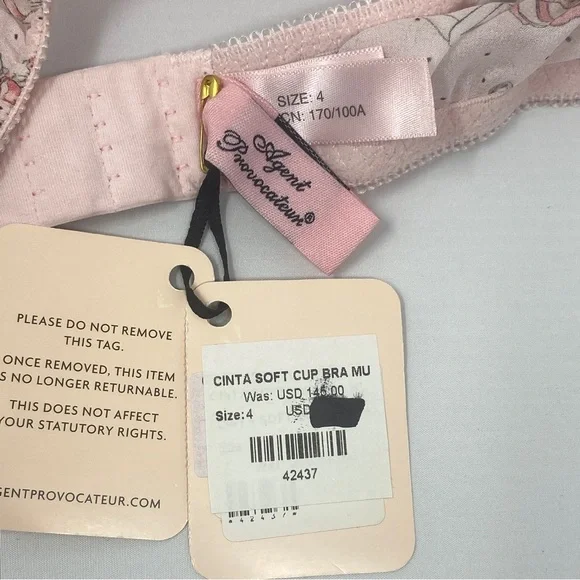 SIZE: 4
CN: 170/100A
Agent
Provocateur®
PLEASE DO NOT REMOVE
THIS TAG.
ONCE REMOVED, THIS ITEM
S NO LONGER RETURNABLE.
THIS DOES NOT AFFECT
YOUR STATUTORY RIGHTS.
GENTPROVOCATEUR.COM
CINTA SOFT CUP BRA MU
Was: USD 145.00
Size: 4 USD
42437
*42437*